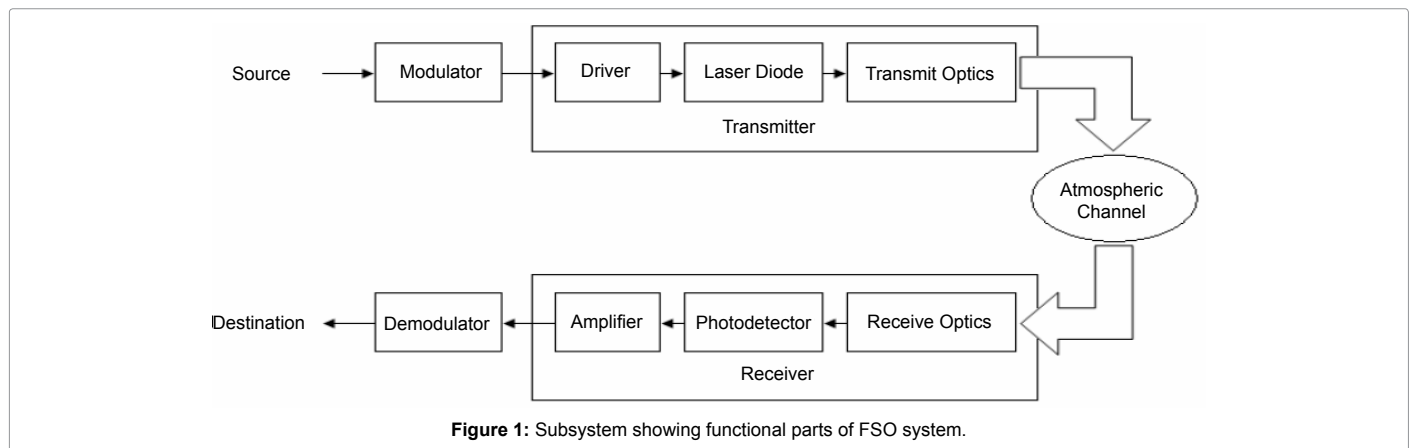 Source
Modulator
Driver
Laser Diode
Transmit Optics
Transmitter
Atmospheric
Channel
Destination
Demodulator
Amplifier
Photodetector
Receive Optics
Receiver
Figure 1: Subsystem showing functional parts of FSO system.